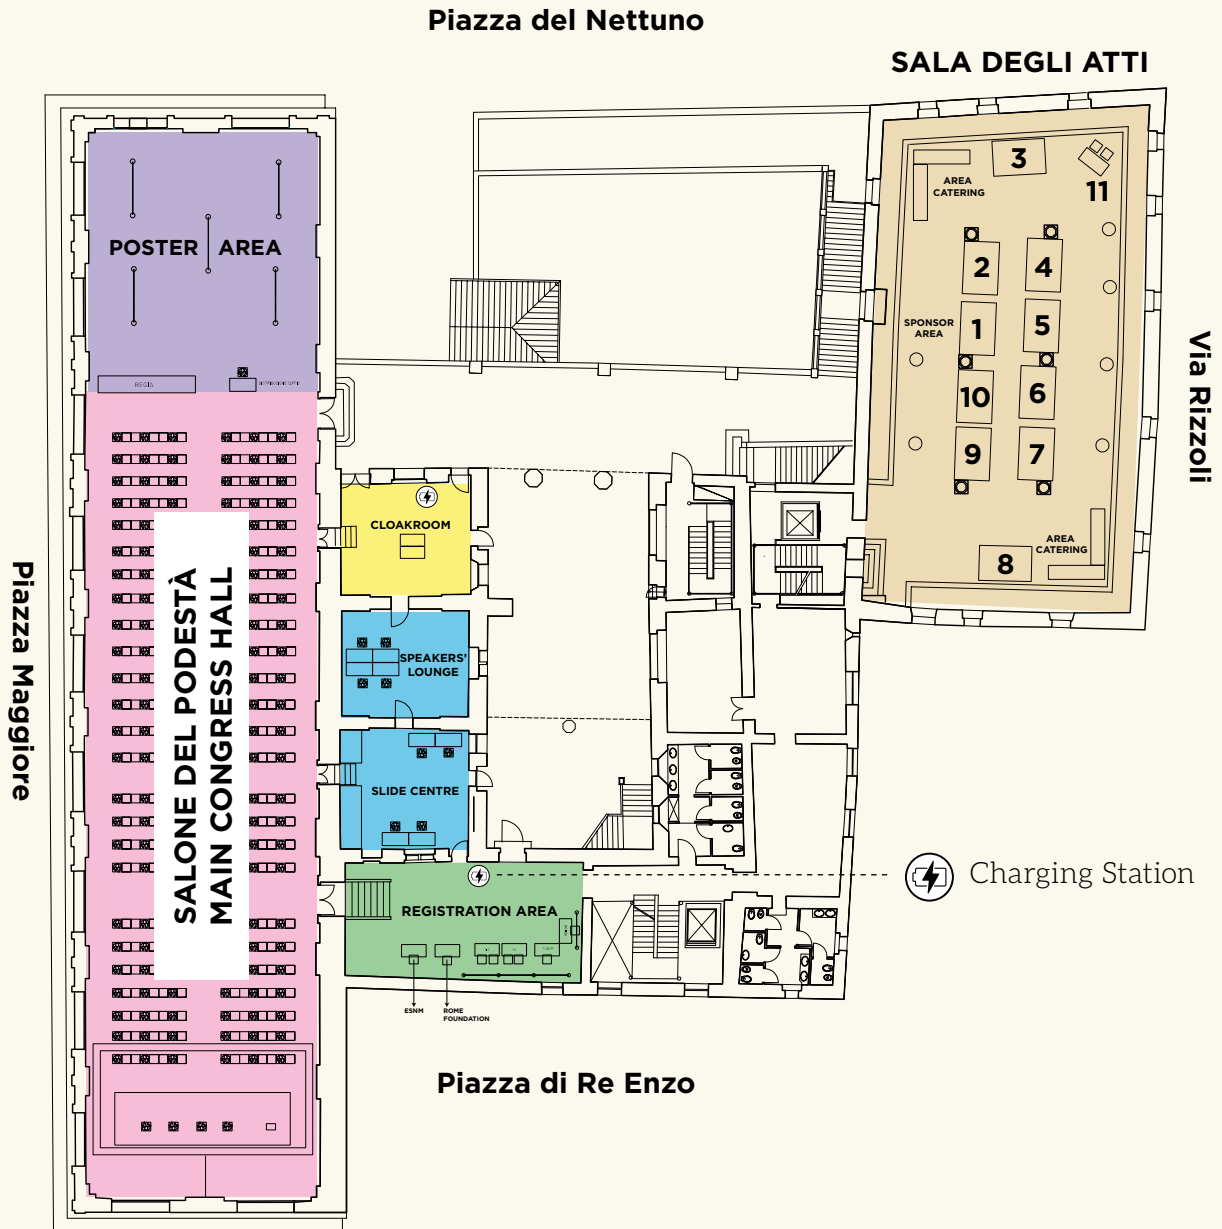 Piazza del Nettuno
SALA DEGLI ATTI
3
AREA
CATERING
11
POSTER AREA
2
4
SPONSOR
AREA
1
5
Via Rizzoli
REGIA
10
6
9
7
CLOAKROOM
AREA
CATERING
8
Piazza Maggiore
SALONE DEL PODESTÀ
MAIN CONGRESS HALL
SPEAKERS'
LOUNGE
SLIDE CENTRE
Charging Station
REGISTRATION AREA
ESNM
ROME
FOUNDATION
Piazza di Re Enzo